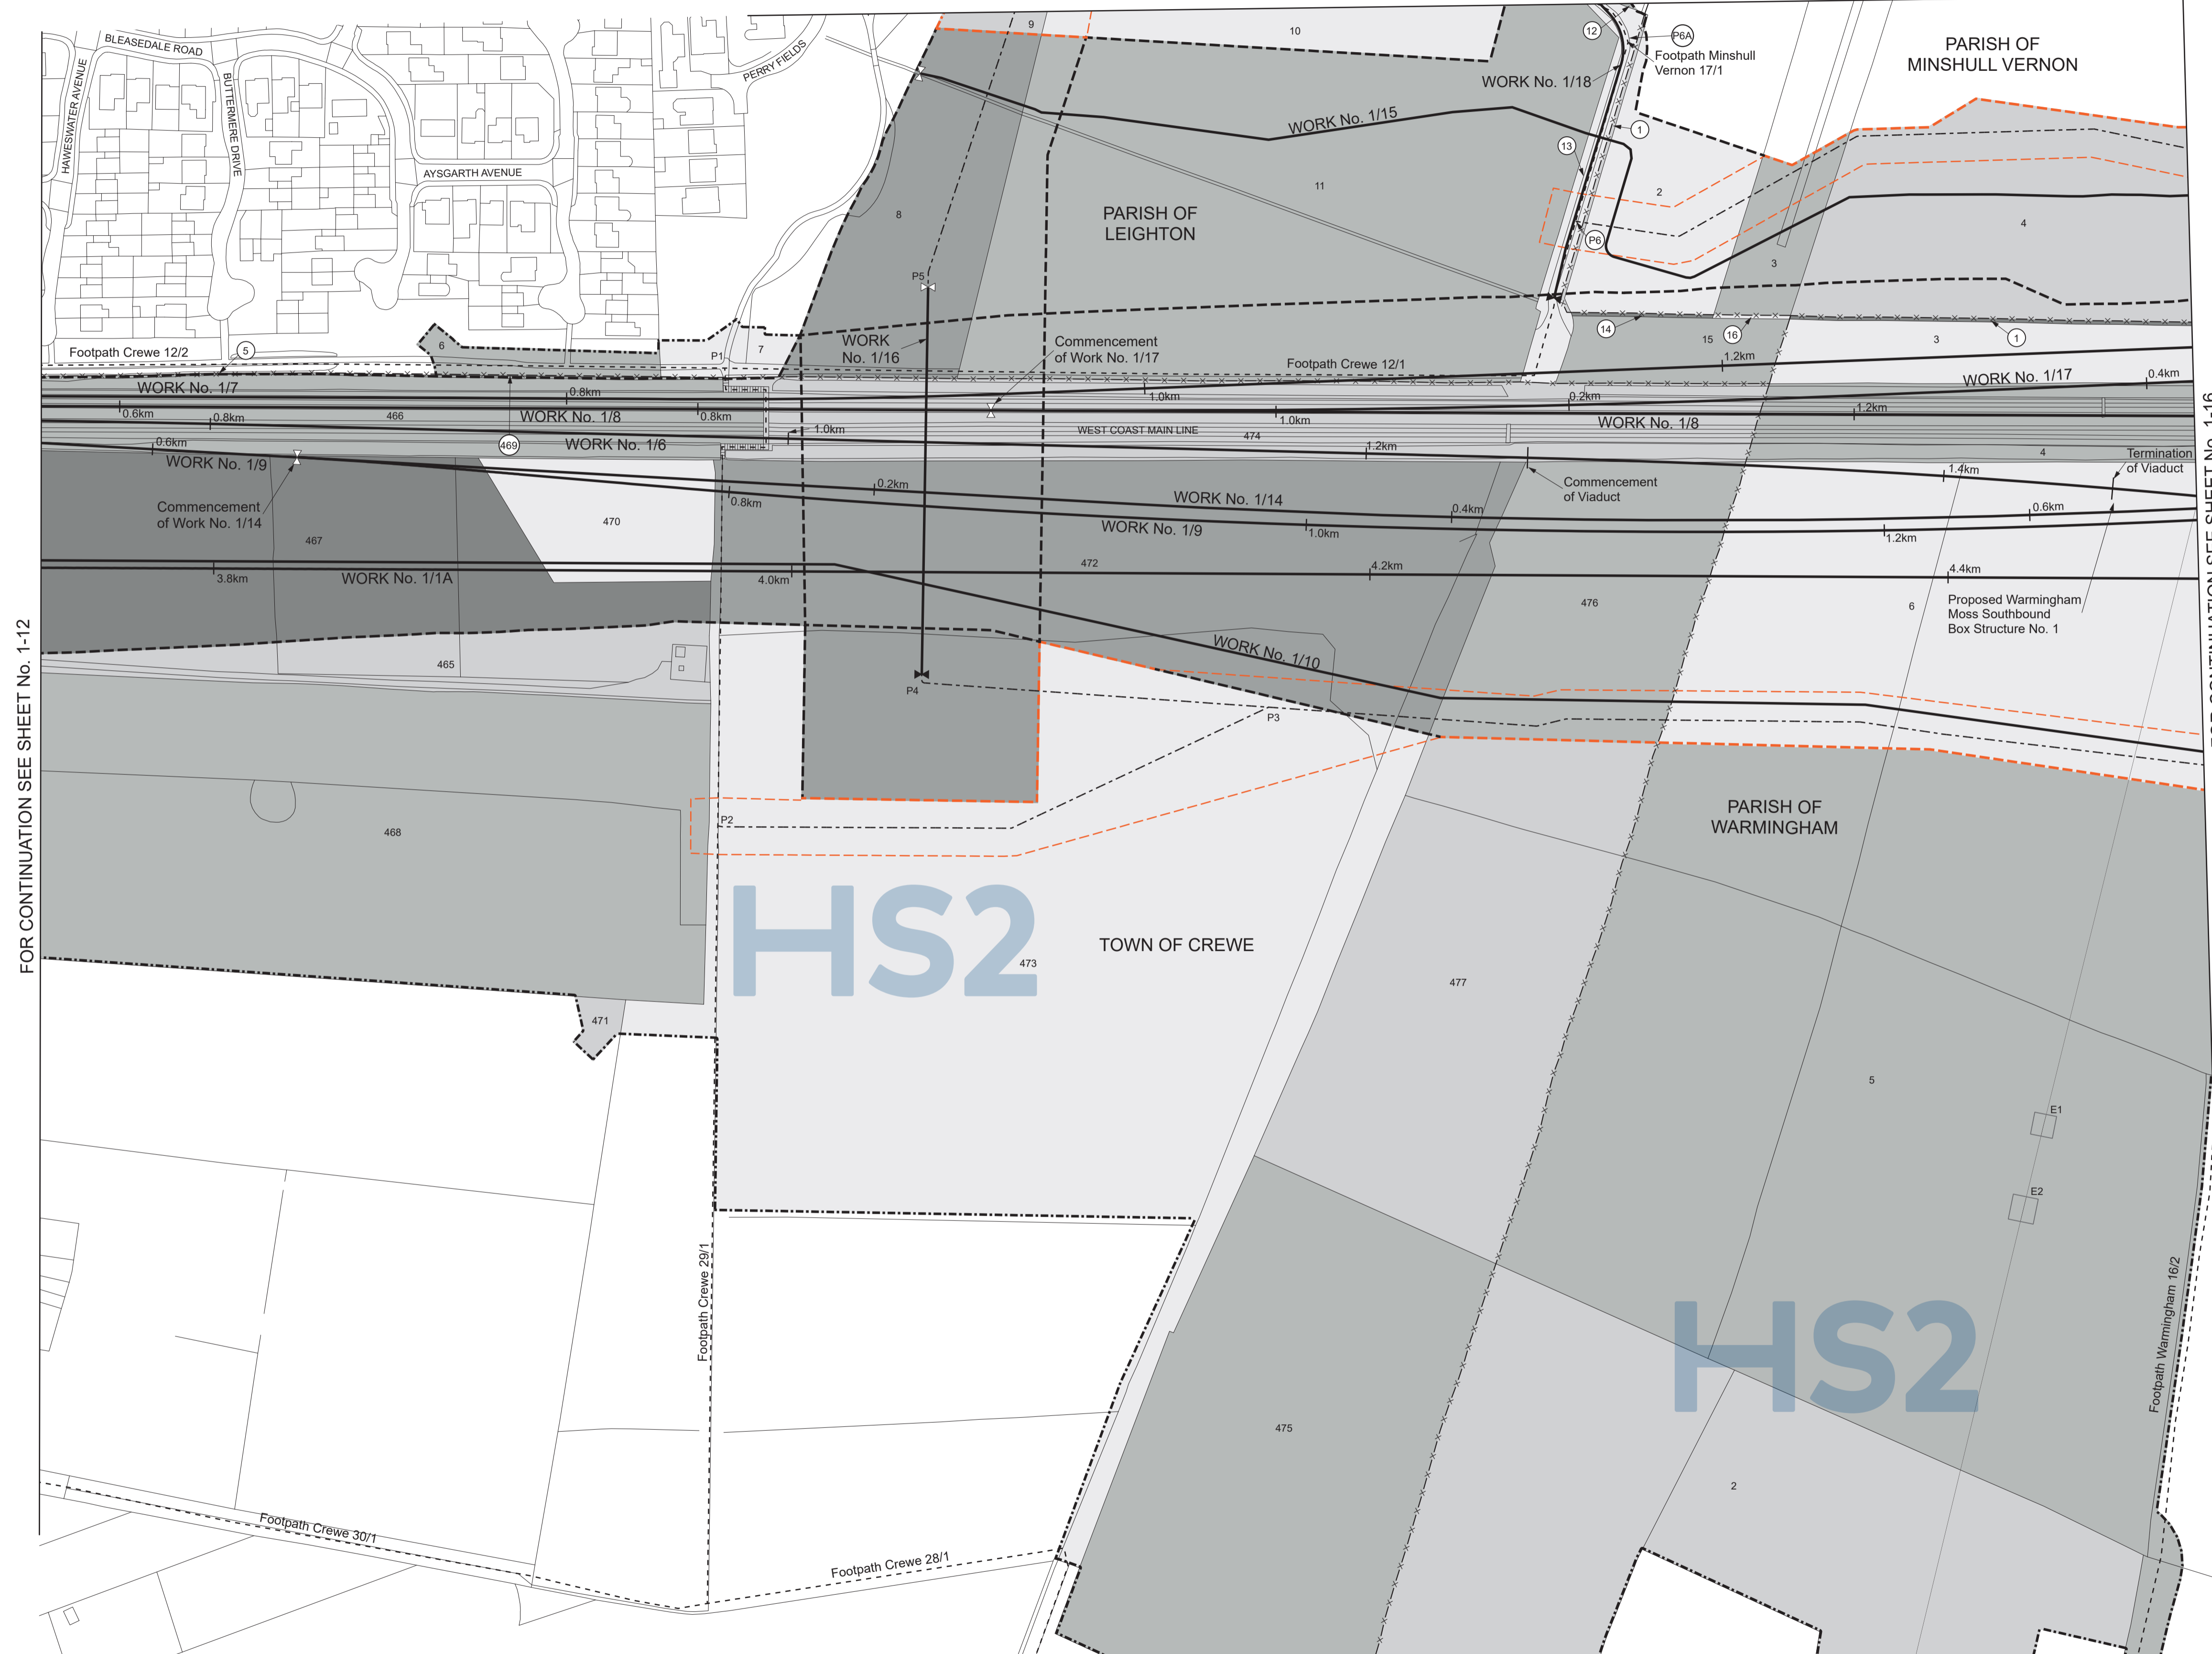 BLEASEDALE ROAD
HAWESWATER AVENUE
BUTTERMERE DRIVE
AYSGARTH AVENUE
PERRY FIELDS
9
10
12
P6A
Footpath Minshull
Vernon 17/1
PARISH OF
MINSHULL VERNON
WORK No. 1/18
WORK No. 1/15
1
13
11
2
8
PARISH OF
LEIGHTON
4
P6
3
P5
14
16
15
3
1
Footpath Crewe 12/2
5
6
P1
7
WORK
No. 1/16
Commencement
of Work No. 1/17
Footpath Crewe 12/1
1.2km
WORK No. 1/7
0.8km
1.0km
0.2km
WORK No. 1/17
0.4km
0.6km
0.8km
466
WORK No. 1/8
0.8km
1.0km
WORK No. 1/8
1.2km
469
WORK No. 1/6
1.0km
WEST COAST MAIN LINE
474
1.2km
4
0.6km
WORK No. 1/9
Commencement
of Work No. 1/14
0.2km
0.8km
WORK No. 1/14
WORK No. 1/9
0.4km
1.0km
Commencement
of Viaduct
1.4km
Termination
of Viaduct
0.6km
1.2km
467
470
472
3.8km
WORK No. 1/1A
4.0km
4.2km
4.4km
476
6
Proposed Warmingham
Moss Southbound
Box Structure No. 1
465
WORK No. 1/10
P4
P3
P2
468
PARISH OF
WARMINGHAM
HS2
TOWN OF CREWE
473
477
471
5
E1
E2
Footpath Crewe 29/1
Footpath Warmingham 16/2
HS2
475
2
Footpath Crewe 30/1
Footpath Crewe 28/1
FOR CONTINUATION SEE SHEET No. 1-12
CONTINUATION SEE SHEET No. 1-16